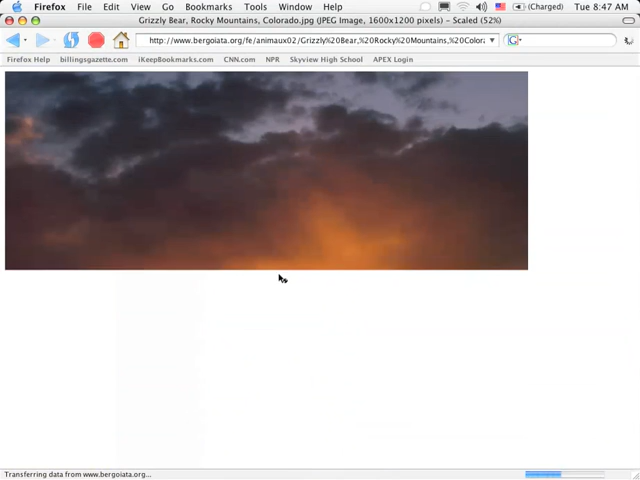 Firefox File Edit View Go Bookmarks Tools Window Help (Charged) Tue 8:47 AM
Grizzly Bear, Rocky Mountains, Colorado.jpg (JPEG Image, 1600x1200 pixels) - Scaled (52%)
http://www.bergoiata.org/fe/animaux02/Grizzly%20Bear,%20Rocky%20Mountains,%20Colora
Firefox Help billingsgazette.com iKeepBookmarks.com CNN.com NPR Skyview High School APEX Login
Transferring data from www.bergoiata.org...